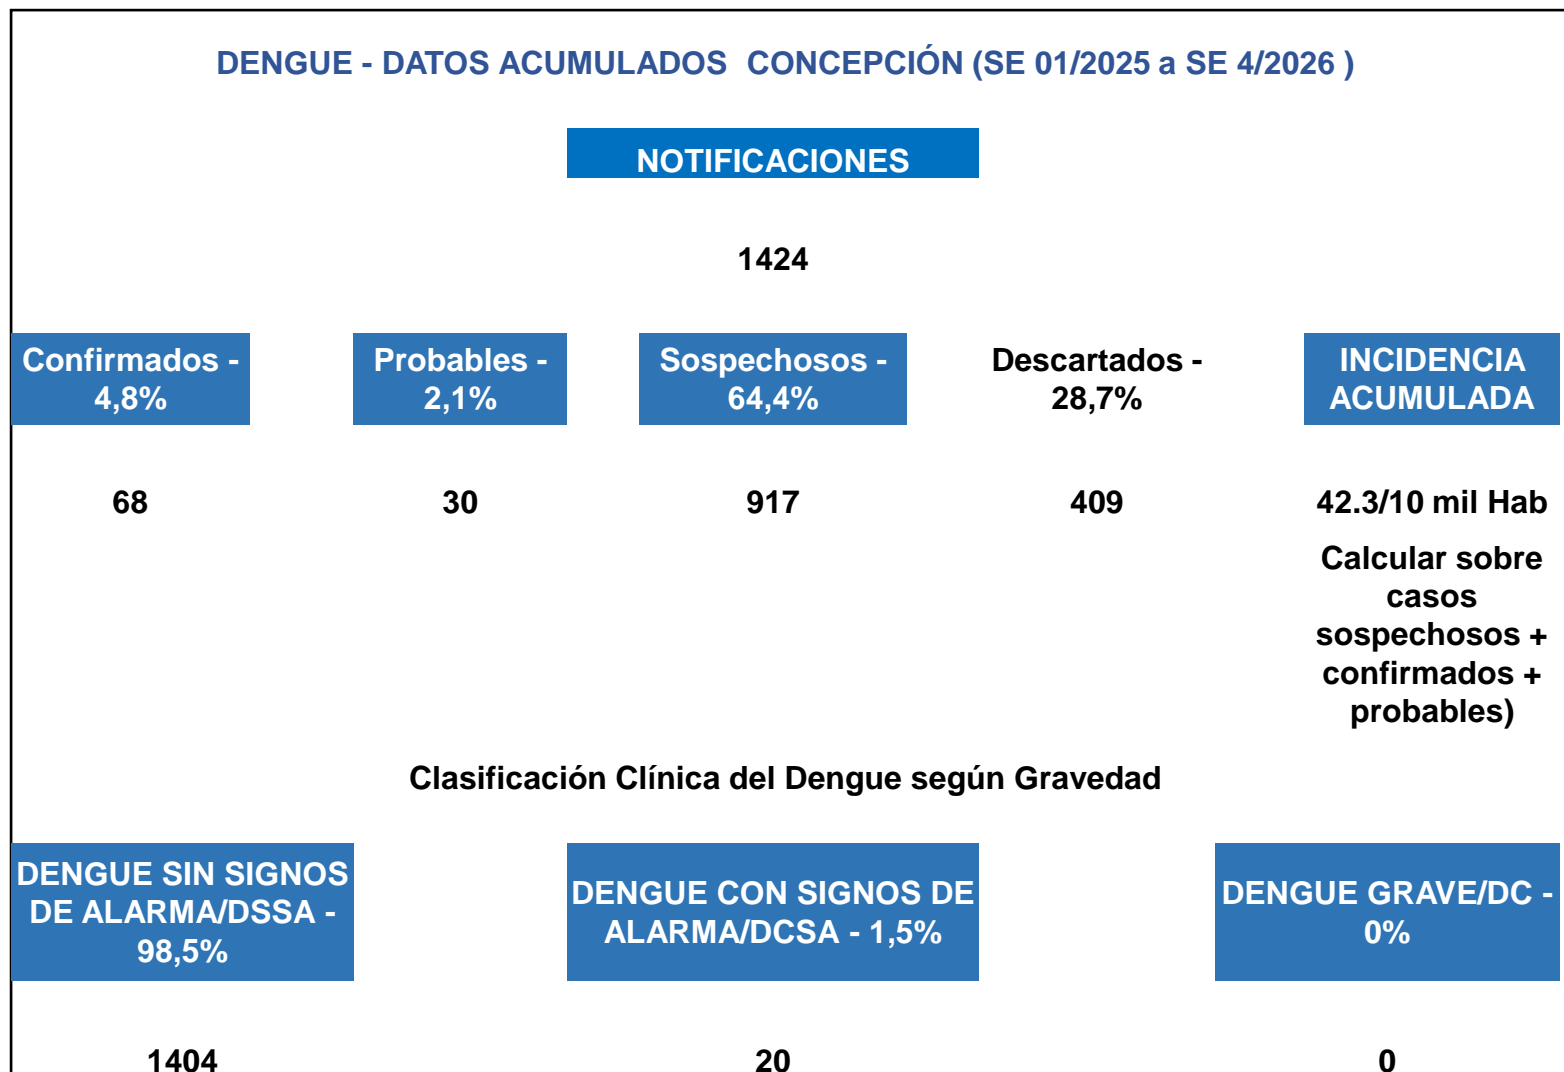 DENGUE - DATOS ACUMULADOS CONCEPCIÓN (SE 01/2025 a SE 4/2026 )
NOTIFICACIONES
1424
Confirmados -
4,8%
Probables -
2,1%
Sospechosos -
64,4%
Descartados -
28,7%
INCIDENCIA
ACUMULADA
68
30
917
409
42.3/10 mil Hab
Calcular sobre
casos
sospechosos +
confirmados +
probables)
Clasificación Clínica del Dengue según Gravedad
DENGUE SIN SIGNOS
DE ALARMA/DSSA -
98,5%
DENGUE CON SIGNOS DE
ALARMA/DCSA - 1,5%
DENGUE GRAVE/DC -
0%
1404
20
0